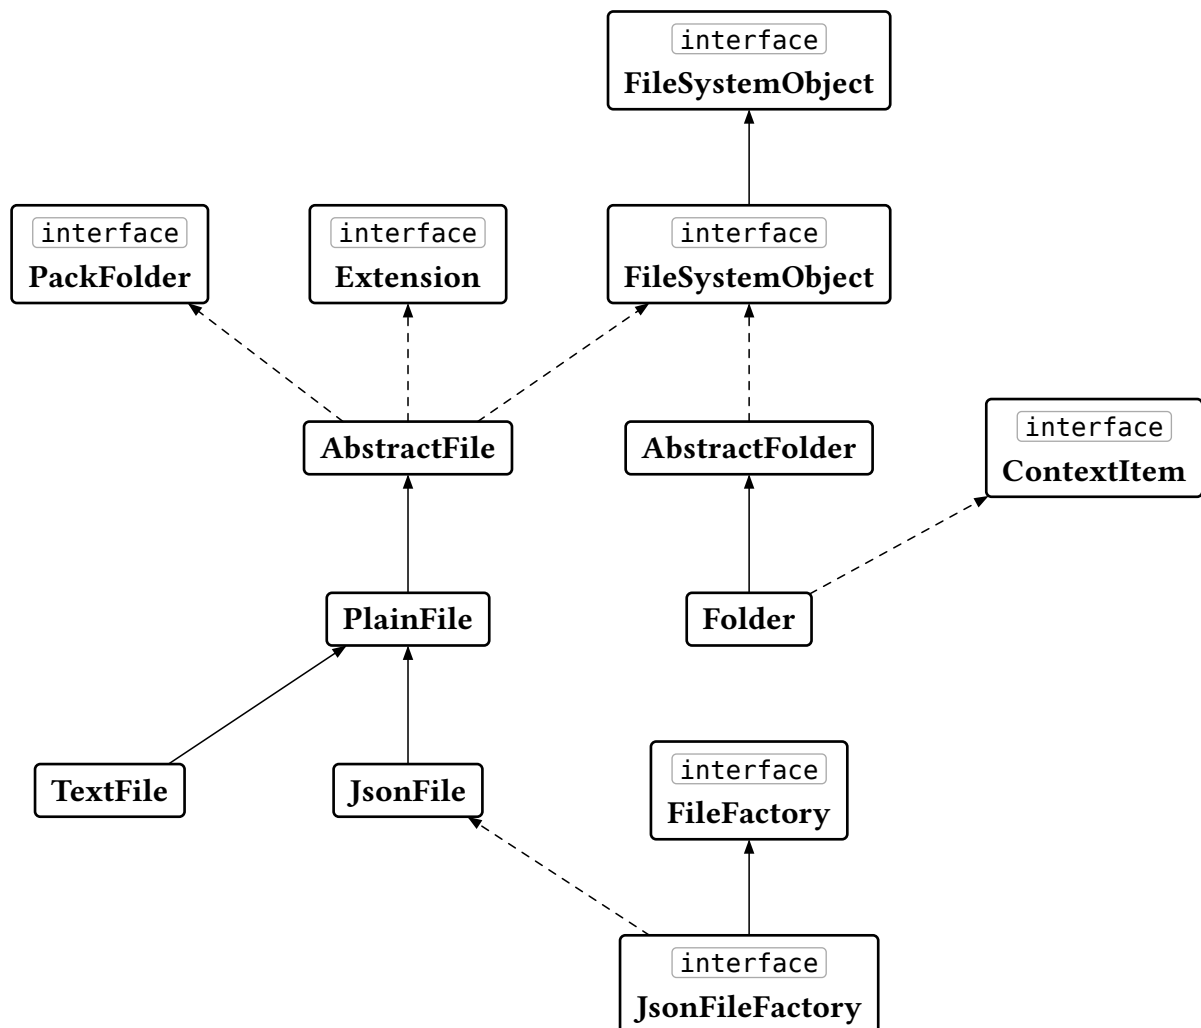 interface
FileSystemObject
interface
PackFolder
interface
Extension
interface
FileSystemObject
AbstractFile
AbstractFolder
interface
ContextItem
PlainFile
Folder
TextFile
JsonFile
interface
FileFactory
interface
JsonFileFactory